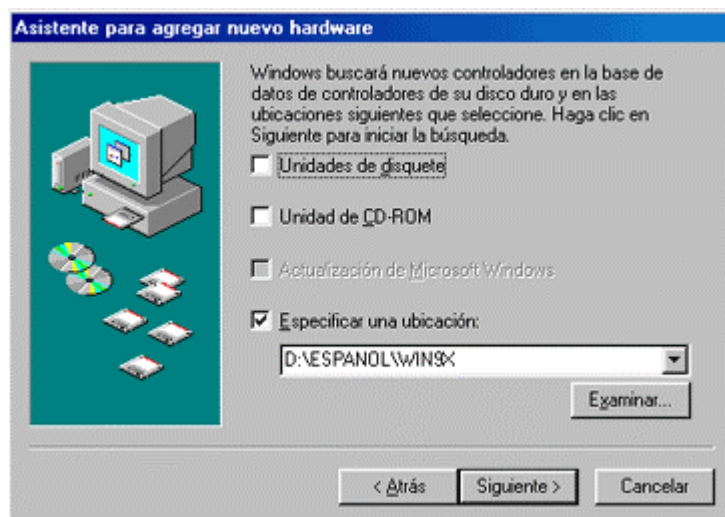 Asistente para agregar nuevo hardware
Windows buscará nuevos controladores en la base de
datos de controladores de su disco duro y en las
ubicaciones siguientes que seleccione. Haga clic en
Siguiente para iniciar la búsqueda.
Unidades de disquete
Unidad de CD-ROM
Actualización de Microsoft Windows
Especificar una ubicación:
D:\ESPANOL\WIN9X
Examinar...
< Atrás
Siguiente >
Cancelar